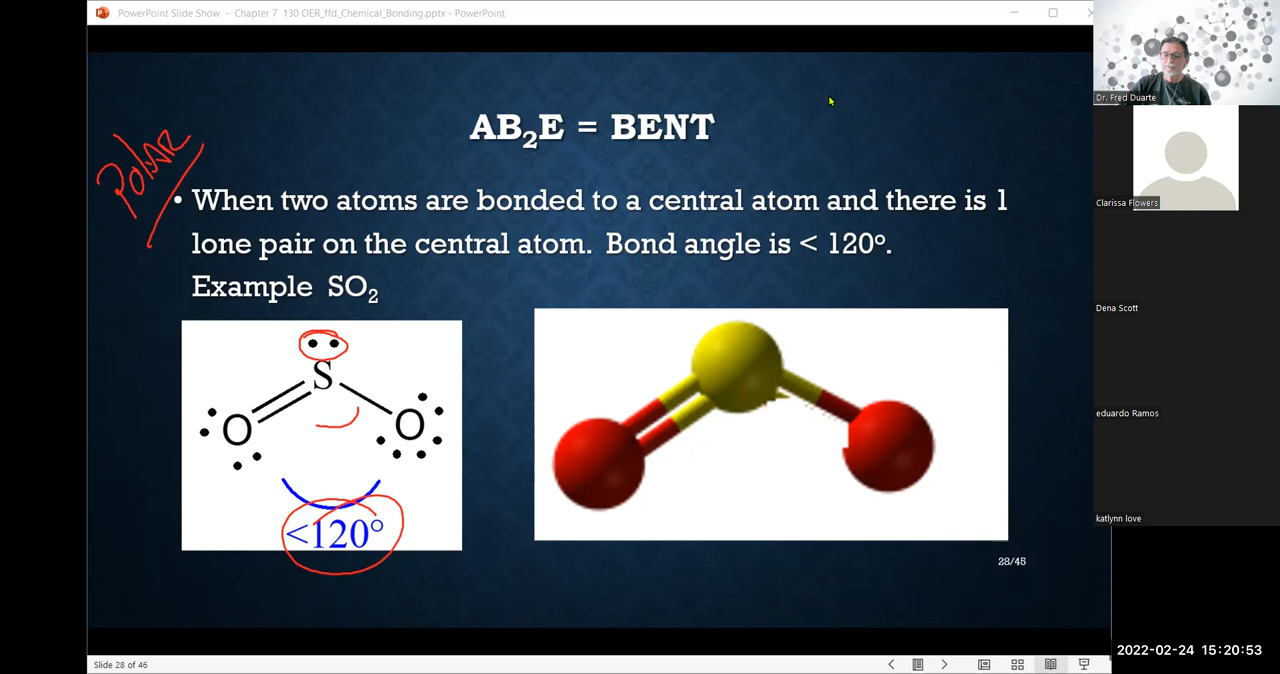 PowerPoint Slide Show - Chapter 7 130 OER_ffd_Chemical_Bonding.pptx - PowerPoint
AB₂E = BENT
POLAR
• When two atoms are bonded to a central atom and there is 1
lone pair on the central atom. Bond angle is < 120°.
Example SO₂
S
O
O
<120°
28/45
Slide 28 of 46
Dr. Fred Duarte
Clarissa Flowers
Dena Scott
eduardo Ramos
katlynn love
2022-02-24 15:20:53